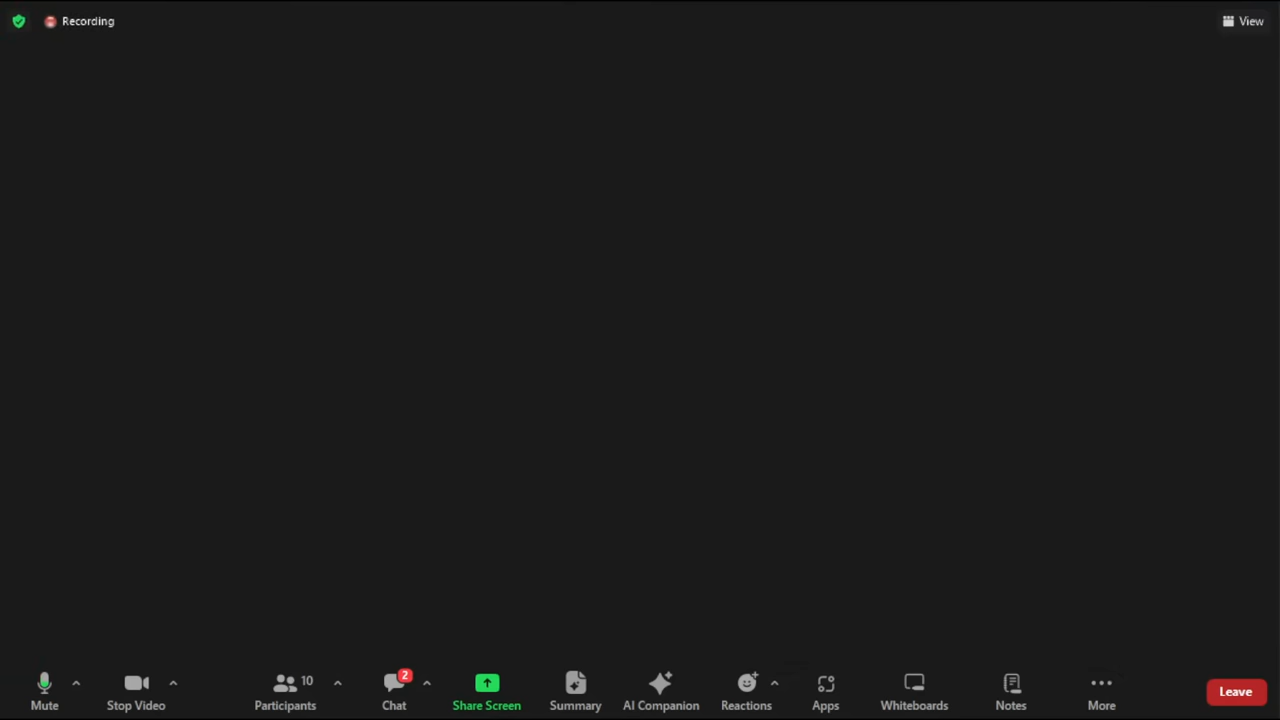 Recording
View
10
2
Mute
Stop Video
Participants
Chat
Share Screen
Summary
AI Companion
Reactions
Apps
Whiteboards
Notes
More
Leave